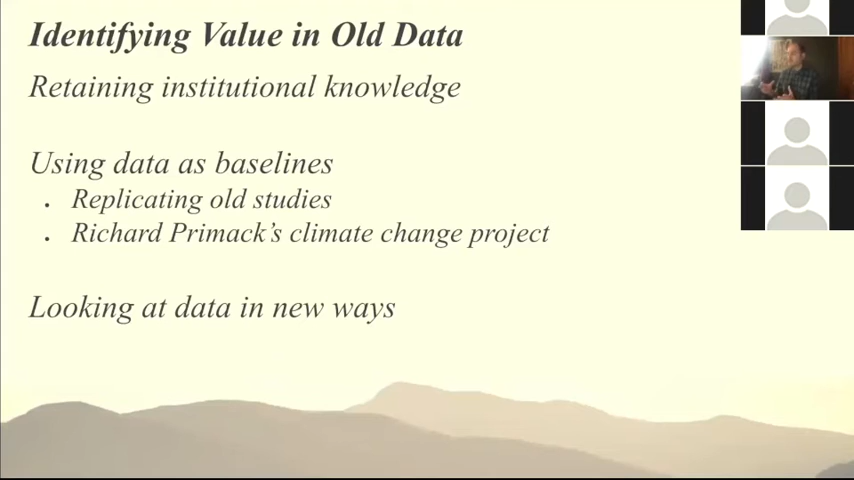 Identifying Value in Old Data
Retaining institutional knowledge
Using data as baselines
• Replicating old studies
• Richard Primack’s climate change project
Looking at data in new ways